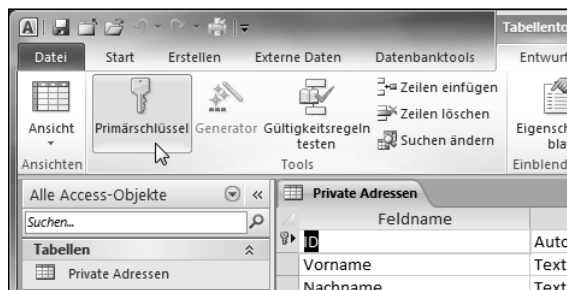 A
Tabellento
Datei Start Erstellen Externe Daten Datenbanktools Entwurf
Ansicht Primärschlüssel Generator Gültigkeitsregeln testen
Zeilen einfügen
Zeilen löschen
Suchen ändern
Eigensch
bla
Ansichten Tools Einblend
Alle Access-Objekte
Suchen...
Tabellen
Private Adressen
Private Adressen
Feldname
ID Auto
Vorname Text
Nachname Text